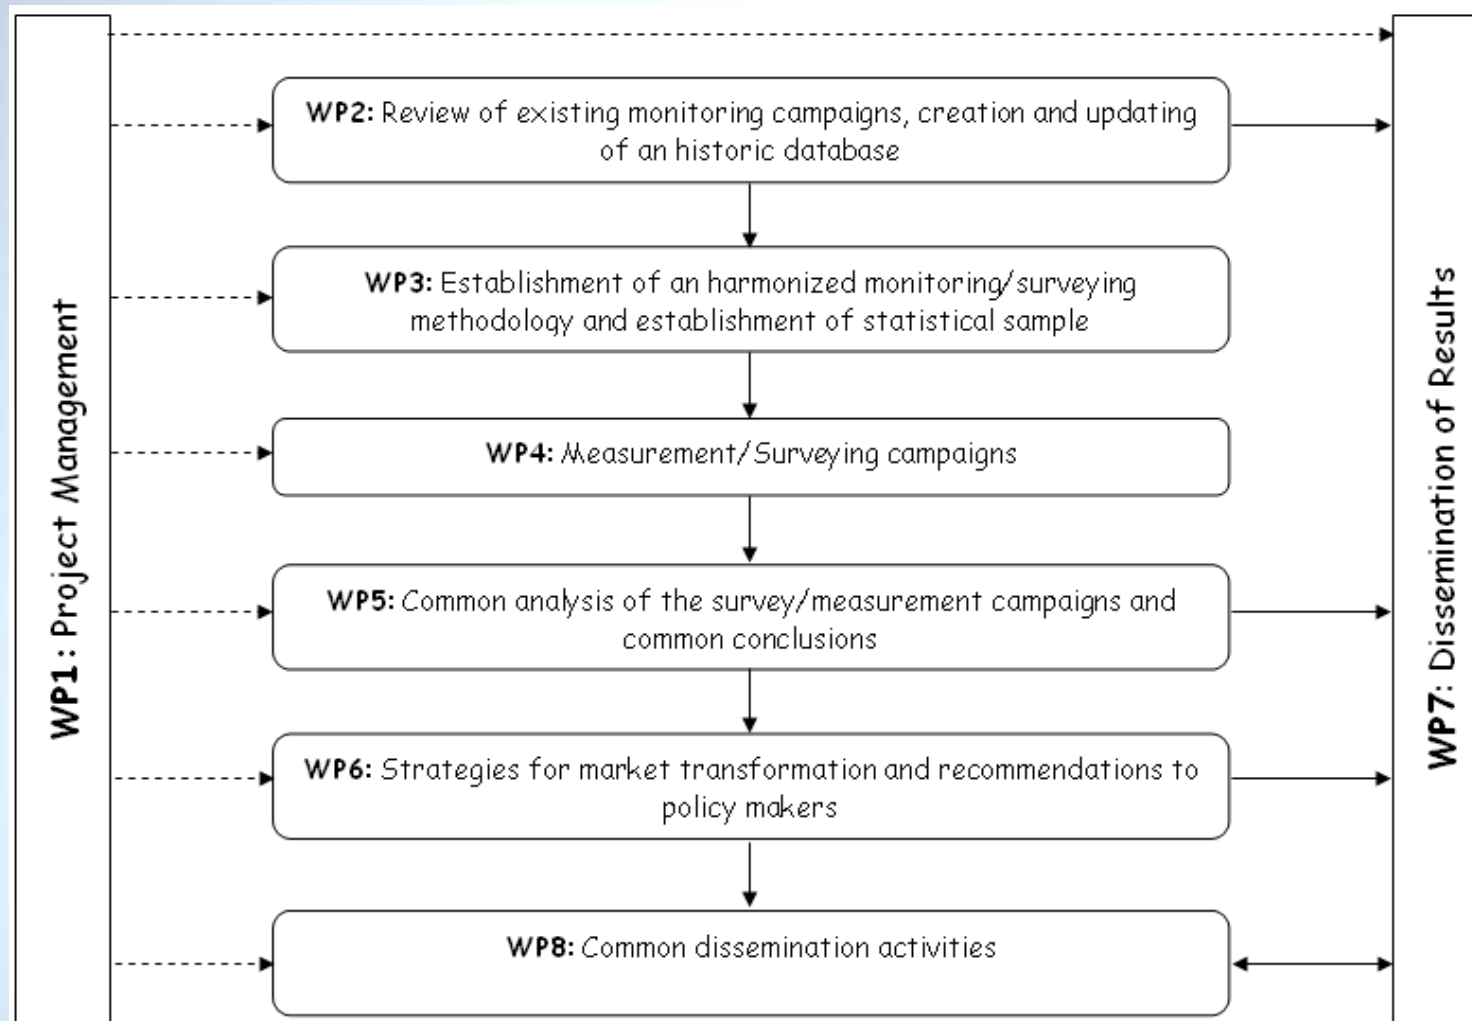 WP1 : Project Management
WP2: Review of existing monitoring campaigns, creation and updating
of an historic database
WP3: Establishment of an harmonized monitoring/surveying
methodology and establishment of statistical sample
WP4: Measurement/Surveying campaigns
WP5: Common analysis of the survey/measurement campaigns and
common conclusions
WP6: Strategies for market transformation and recommendations to
policy makers
WP8: Common dissemination activities
WP7: Dissemination of Results